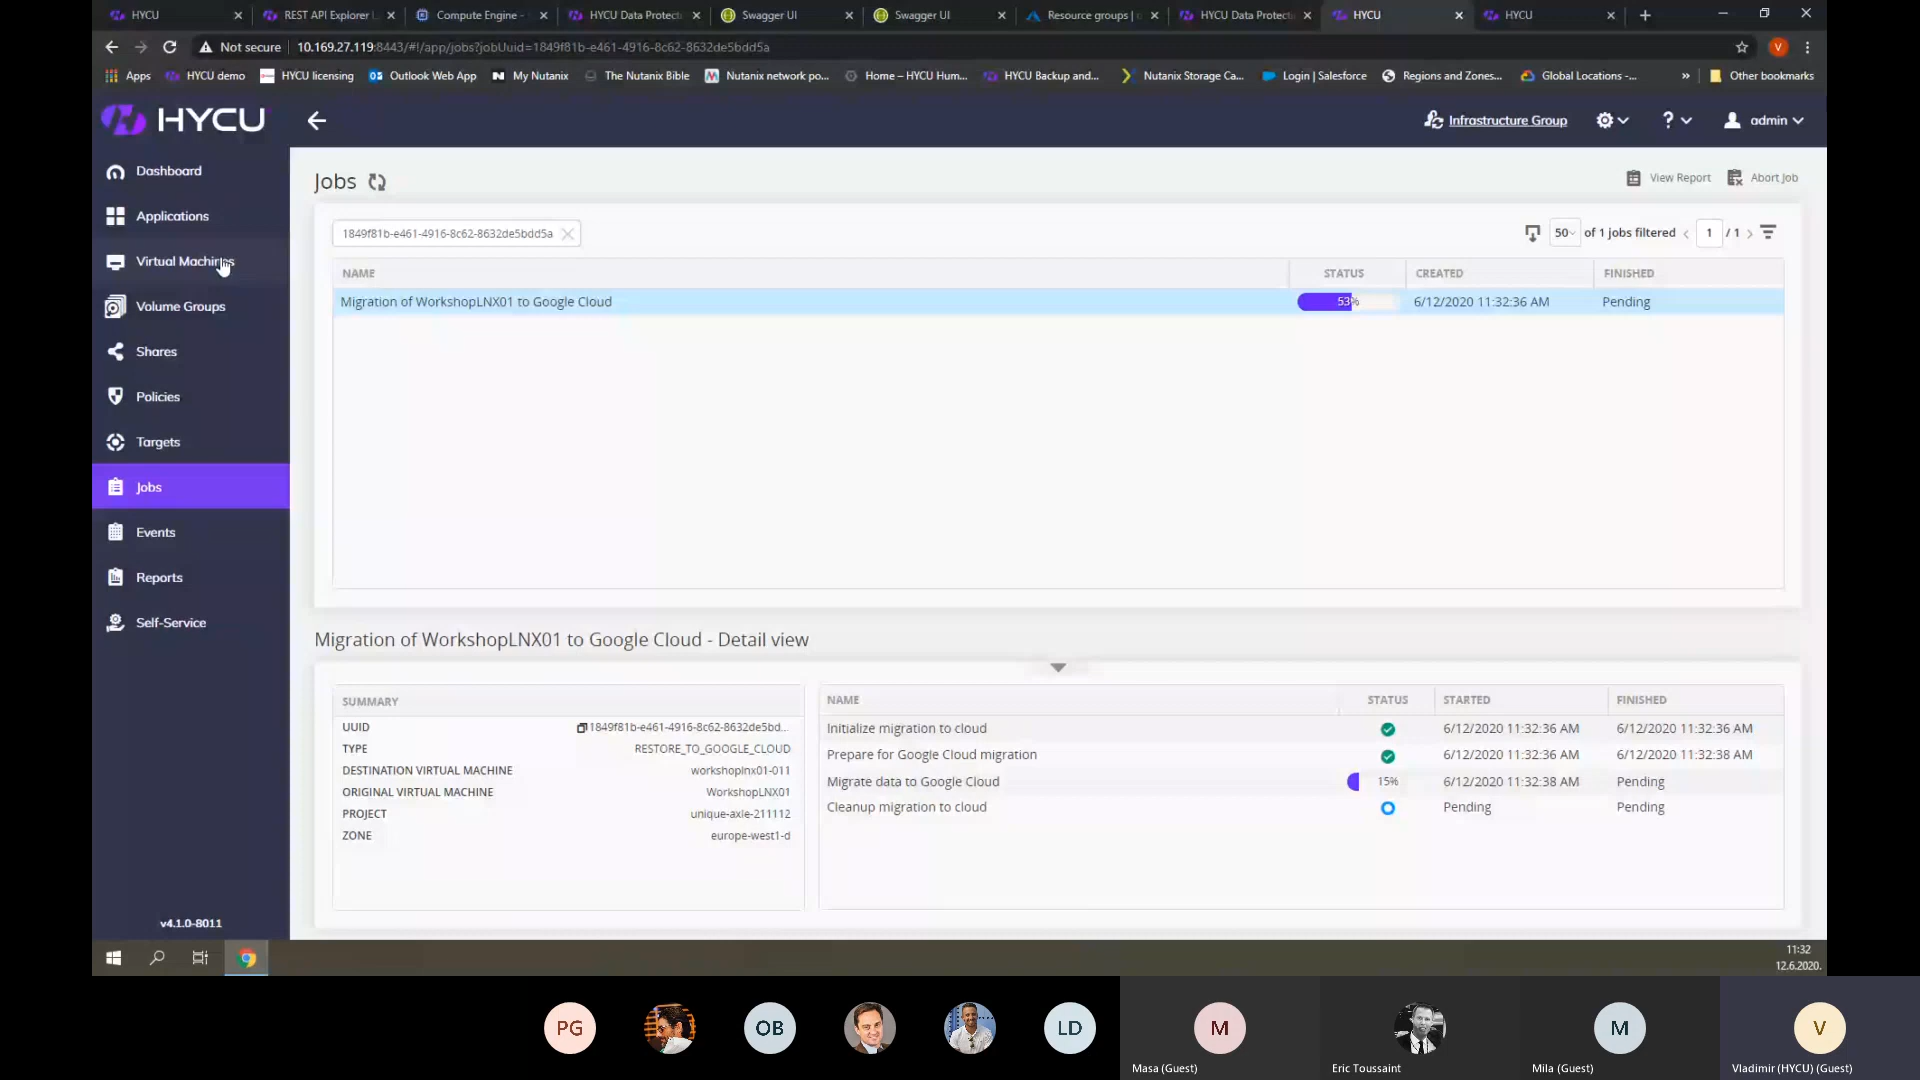 HYCU
REST API Explorer
Compute Engine -
HYCU Data Protect
Swagger UI
Swagger UI
Resource groups |
HYCU Data Protect
HYCU
HYCU
Not secure
10.169.27.119:8443/#!/app/jobs?jobUuid=1849f81b-e461-4916-8c62-8632de5bdd5a
V
Apps
HYCU demo
HYCU licensing
Outlook Web App
My Nutanix
The Nutanix Bible
Nutanix network po...
Home – HYCU Hum...
HYCU Backup and...
Nutanix Storage Ca...
Login | Salesforce
Regions and Zones...
Global Locations -...
»
Other bookmarks
HYCU
Infrastructure Group
?
admin
Dashboard
Applications
Virtual Machines
Volume Groups
Shares
Policies
Targets
Jobs
Events
Reports
Self-Service
v4.1.0-8011
Jobs
View Report
Abort Job
1849f81b-e461-4916-8c62-8632de5bdd5a
50
of 1 jobs filtered
1
/ 1
NAME
STATUS
CREATED
FINISHED
Migration of WorkshopLNX01 to Google Cloud
53%
6/12/2020 11:32:36 AM
Pending
Migration of WorkshopLNX01 to Google Cloud - Detail view
SUMMARY
UUID
1849f81b-e461-4916-8c62-8632de5bd...
TYPE
RESTORE_TO_GOOGLE_CLOUD
DESTINATION VIRTUAL MACHINE
workshoplnx01-011
ORIGINAL VIRTUAL MACHINE
WorkshopLNX01
PROJECT
unique-axle-211112
ZONE
europe-west1-d
NAME
STATUS
STARTED
FINISHED
Initialize migration to cloud
6/12/2020 11:32:36 AM
6/12/2020 11:32:36 AM
Prepare for Google Cloud migration
6/12/2020 11:32:36 AM
6/12/2020 11:32:38 AM
Migrate data to Google Cloud
15%
6/12/2020 11:32:38 AM
Pending
Cleanup migration to cloud
Pending
Pending
11:32
12.6.2020.
PG
OB
LD
M
M
V
Masa (Guest)
Eric Toussaint
Mila (Guest)
Vladimir (HYCU) (Guest)